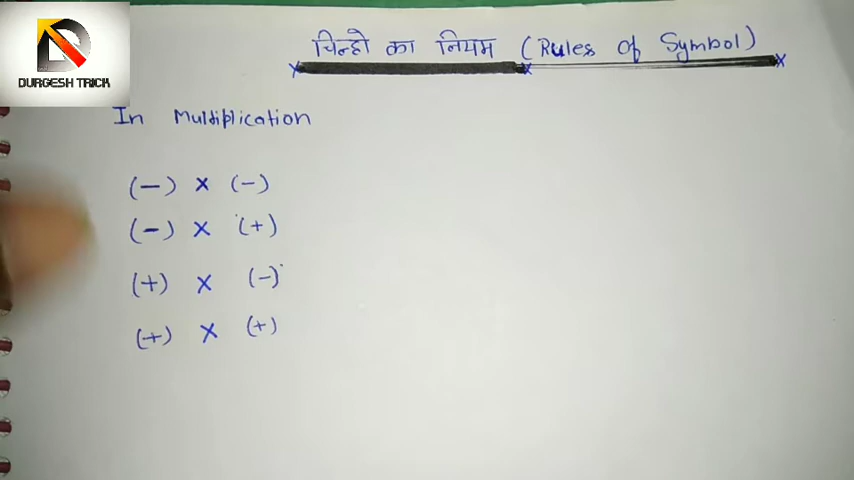 DURGESH TRICK
चिन्हो का नियम (Rules Of Symbol)
In Multiplication
(-) × (-)
(-) × (+)
(+) × (-)
(+) × (+)